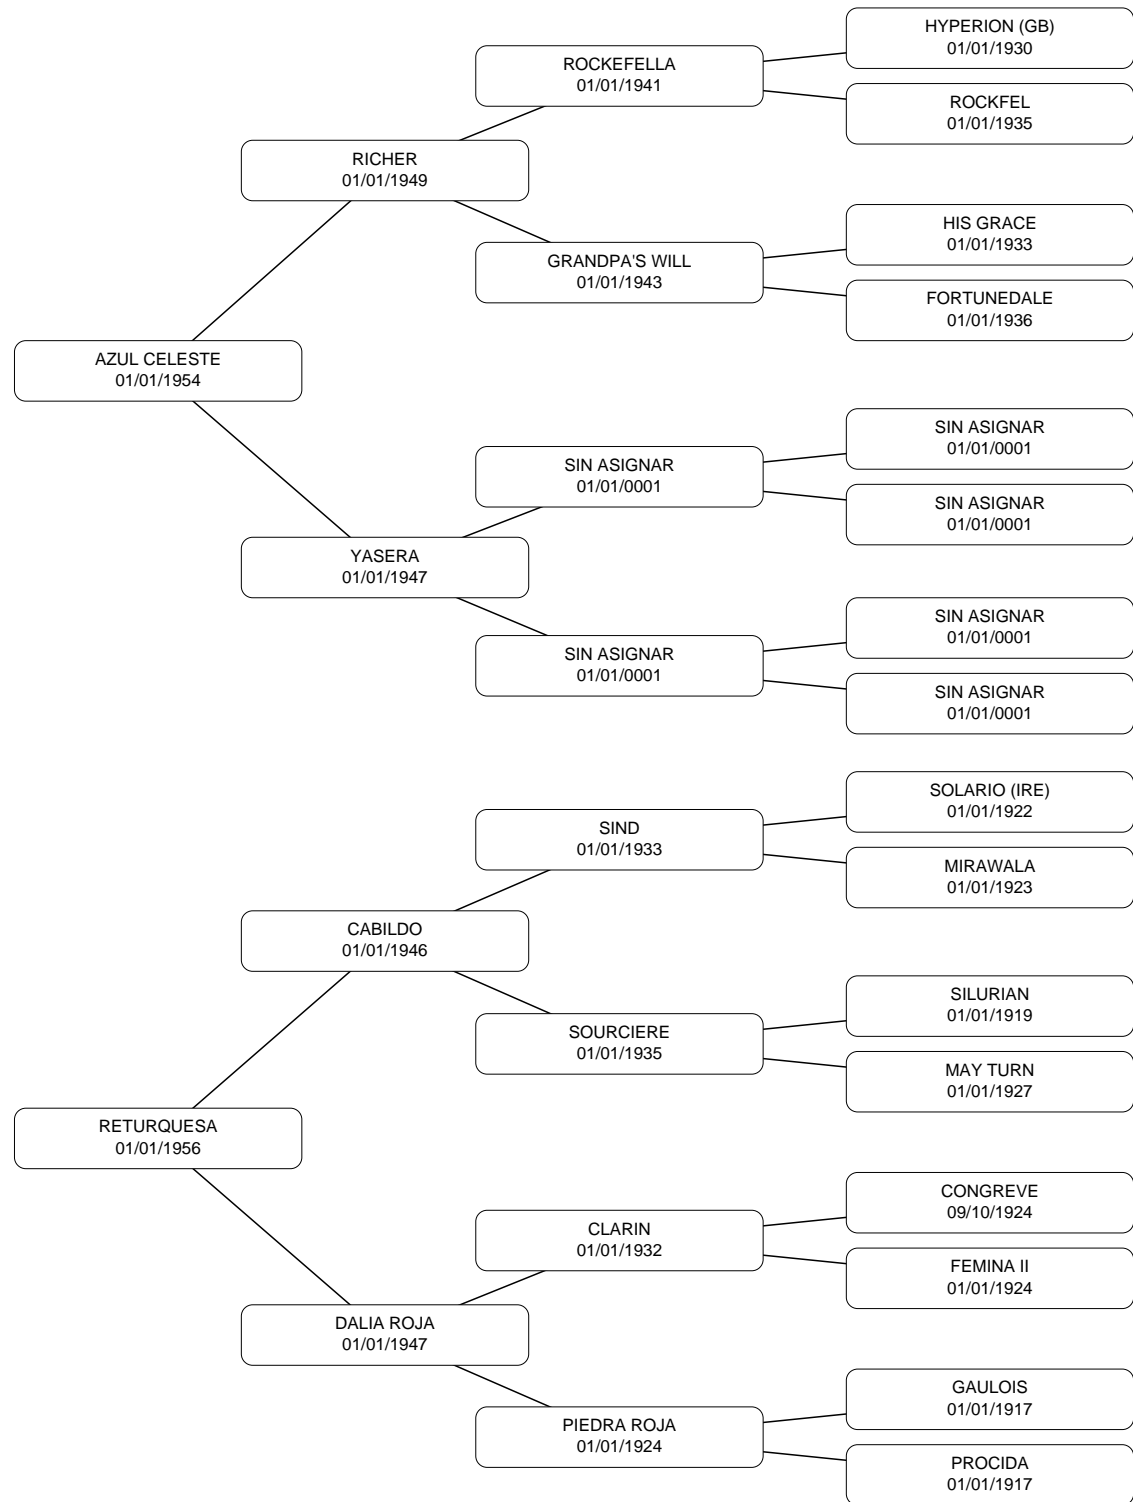 HYPERION (GB)
01/01/1930
ROCKEFELLA
01/01/1941
ROCKFEL
01/01/1935
RICHER
01/01/1949
HIS GRACE
01/01/1933
GRANDPA'S WILL
01/01/1943
FORTUNEDALE
01/01/1936
AZUL CELESTE
01/01/1954
SIN ASIGNAR
01/01/0001
SIN ASIGNAR
01/01/0001
SIN ASIGNAR
01/01/0001
YASERA
01/01/1947
SIN ASIGNAR
01/01/0001
SIN ASIGNAR
01/01/0001
SIN ASIGNAR
01/01/0001
SOLARIO (IRE)
01/01/1922
SIND
01/01/1933
MIRAWALA
01/01/1923
CABILDO
01/01/1946
SILURIAN
01/01/1919
SOURCIERE
01/01/1935
MAY TURN
01/01/1927
RETURQUESA
01/01/1956
CONGREVE
09/10/1924
CLARIN
01/01/1932
FEMINA II
01/01/1924
DALIA ROJA
01/01/1947
GAULOIS
01/01/1917
PIEDRA ROJA
01/01/1924
PROCIDA
01/01/1917